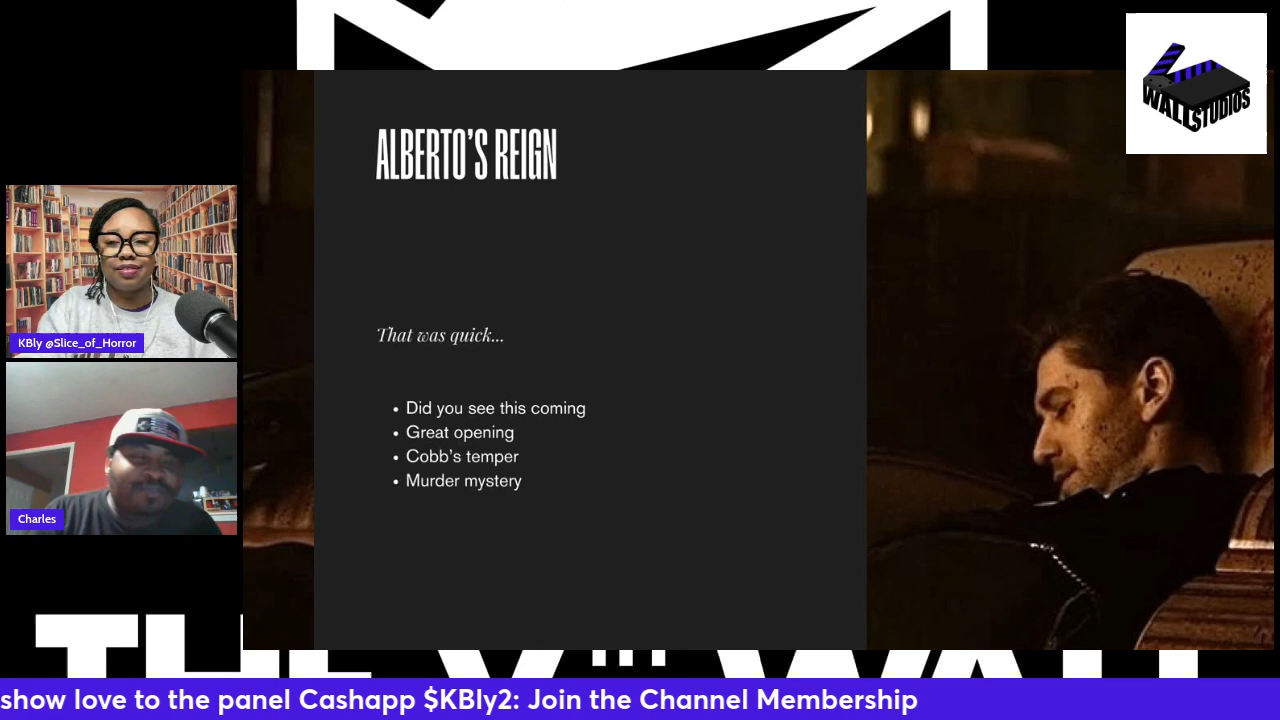 WALLSTUDIOS
ALBERTO'S REIGN
That was quick...
• Did you see this coming
• Great opening
• Cobb's temper
• Murder mystery
KBly @Slice_of_Horror
Charles
show love to the panel Cashapp $KBly2: Join the Channel Membership